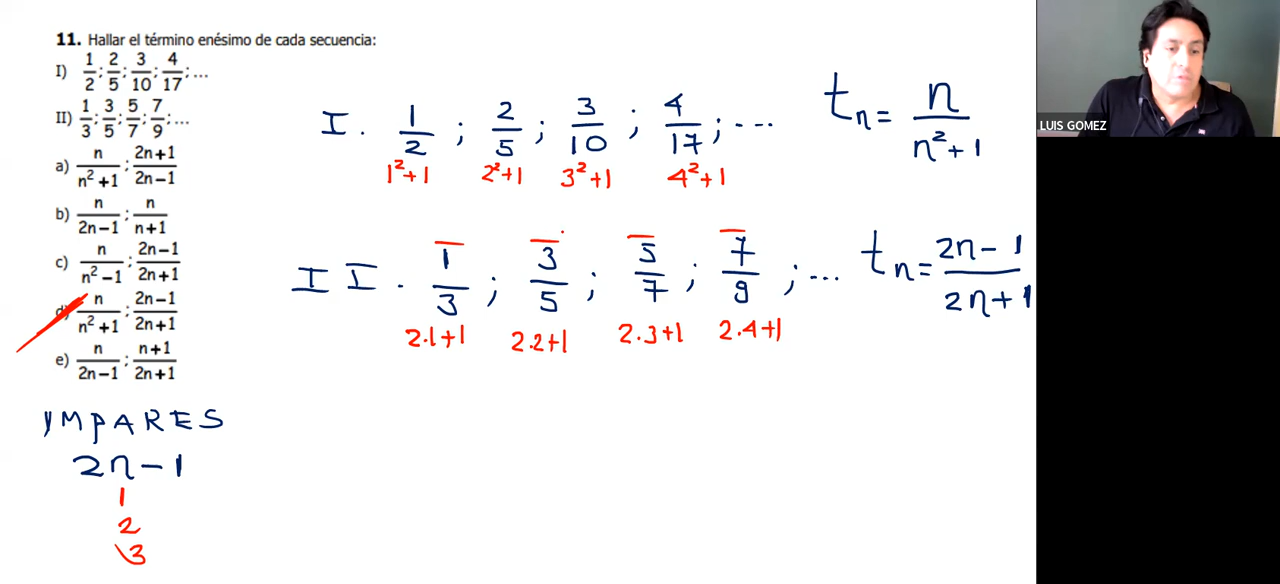 11. Hallar el término enésimo de cada secuencia:
I) 1/2 ; 2/5 ; 3/10 ; 4/17 ; ...
II) 1/3 ; 3/5 ; 5/7 ; 7/9 ; ...
a) n/(n²+1) ; (2n+1)/(2n−1)
b) n/(2n−1) ; n/(n+1)
c) n/(n²−1) ; (2n−1)/(2n+1)
d) n/(n²+1) ; (2n−1)/(2n+1)
e) n/(2n−1) ; (n+1)/(2n+1)
IMPARES
2n−1
1
2
3
I. 1/2 ; 2/5 ; 3/10 ; 4/17 ; ... tn = n/(n²+1)
1²+1 2²+1 3²+1 4²+1
II. 1/3 ; 3/5 ; 5/7 ; 7/9 ; ... tn = (2n−1)/(2n+1)
2.1+1 2.2+1 2.3+1 2.4+1
LUIS GOMEZ